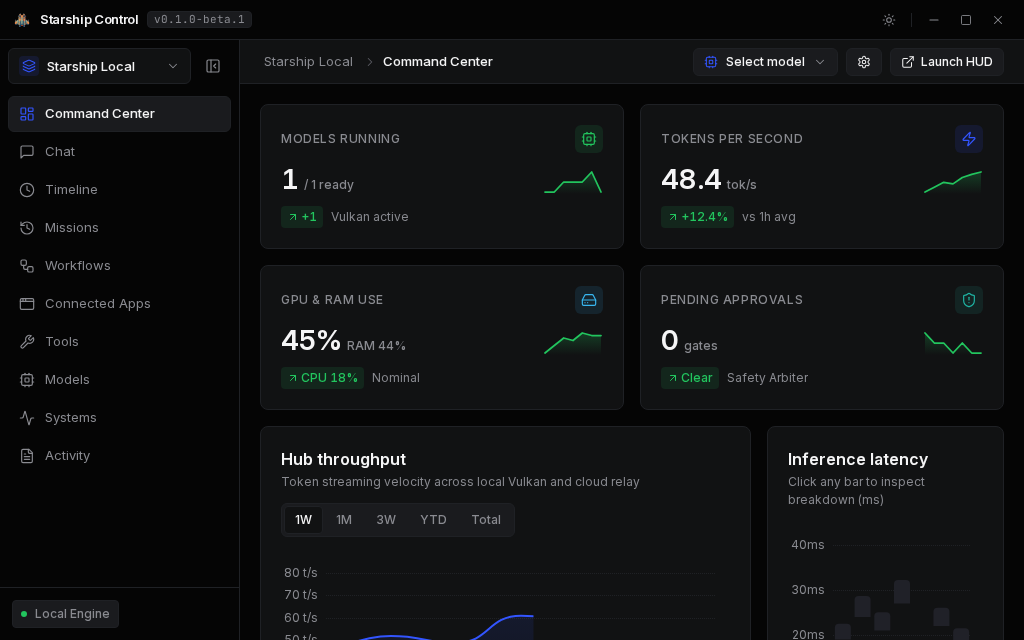 Starship Control v0.1.0-beta.1
Starship Local
Starship Local Command Center
Select model
Launch HUD
Command Center
Chat
Timeline
Missions
Workflows
Connected Apps
Tools
Models
Systems
Activity
Local Engine
MODELS RUNNING
1 / 1 ready
+1 Vulkan active
TOKENS PER SECOND
48.4 tok/s
+12.4% vs 1h avg
GPU & RAM USE
45% RAM 44%
CPU 18% Nominal
PENDING APPROVALS
0 gates
Clear Safety Arbiter
Hub throughput
Token streaming velocity across local Vulkan and cloud relay
1W 1M 3W YTD Total
80 t/s
70 t/s
60 t/s
50 t/s
Inference latency
Click any bar to inspect
breakdown (ms)
40ms
30ms
20ms